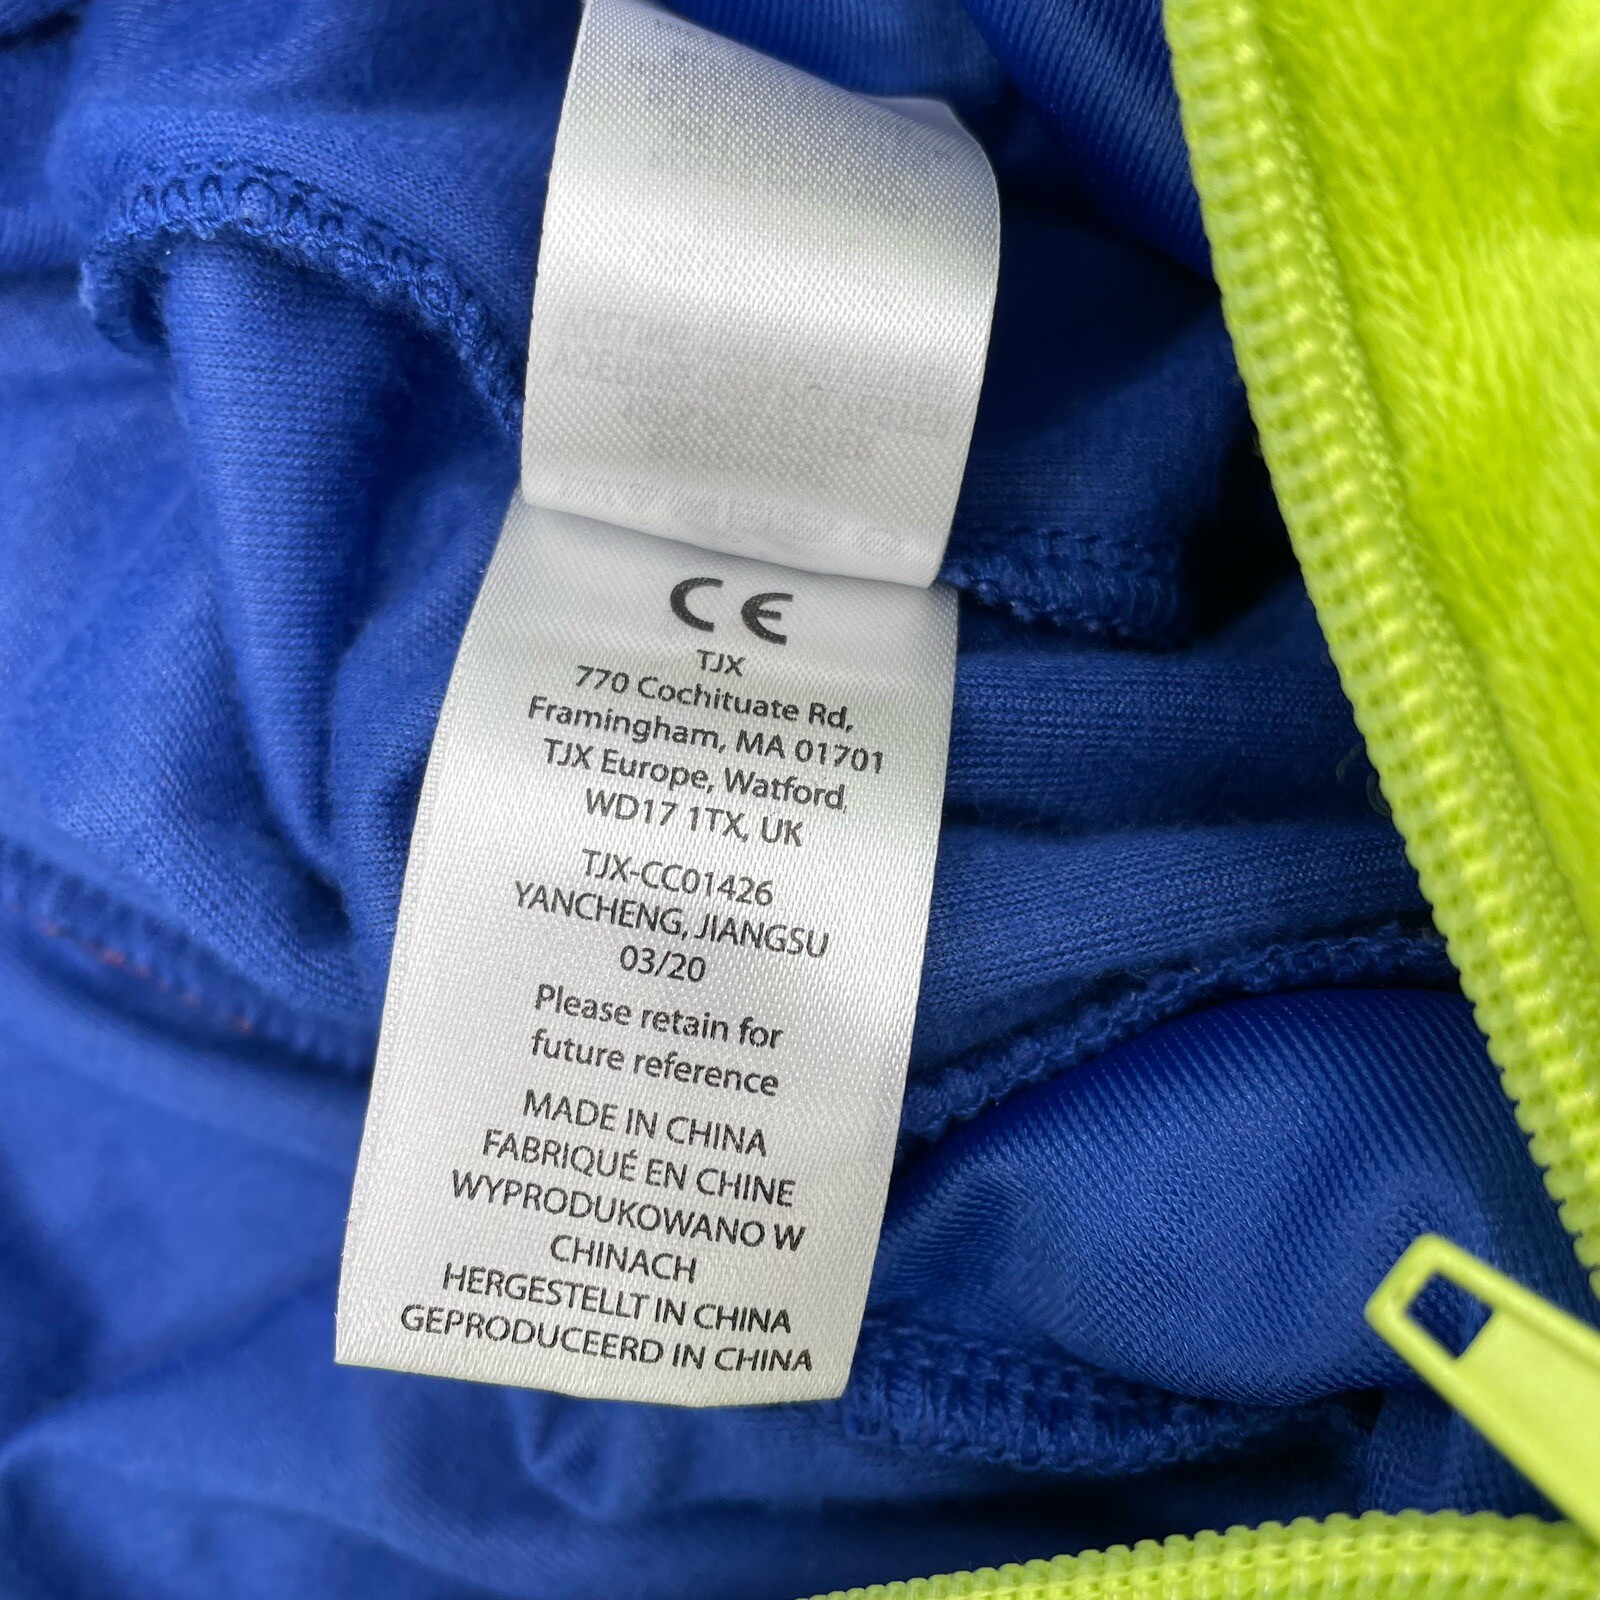 CE
TJX
770 Cochituate Rd,
Framingham, MA 01701
TJX Europe, Watford,
WD17 1TX, UK
TJX-CC01426
YANCHENG, JIANGSU
03/20
Please retain for
future reference
MADE IN CHINA
FABRIQUÉ EN CHINE
WYPRODUKOWANO W
CHINACH
HERGESTELLT IN CHINA
GEPRODUCEERD IN CHINA